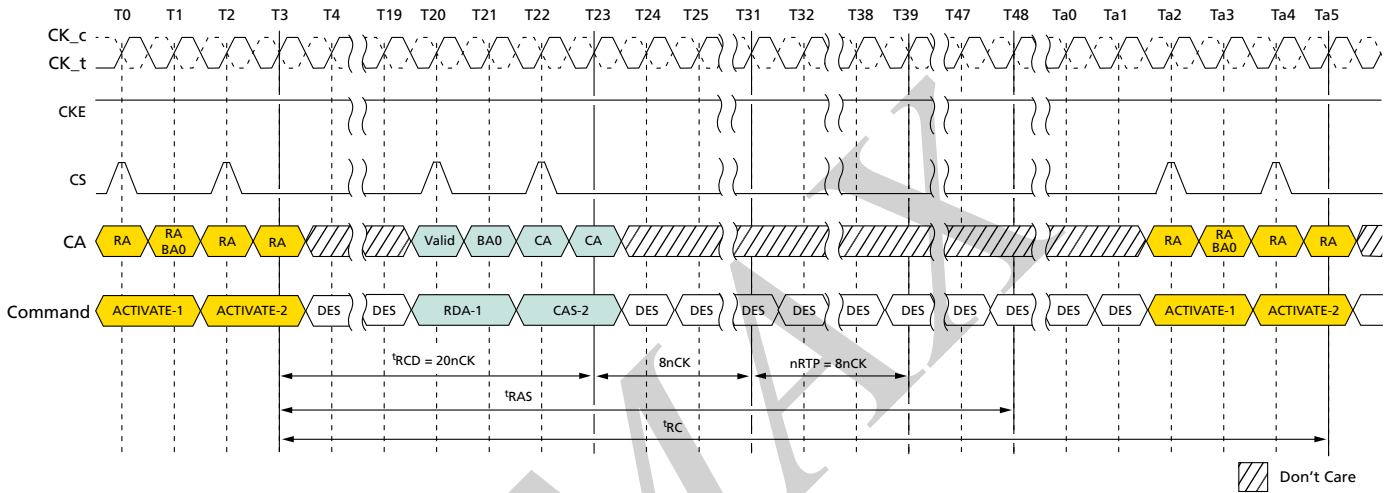 T0 T1 T2 T3 T4 T19 T20 T21 T22 T23 T24 T25 T31 T32 T38 T39 T47 T48 Ta0 Ta1 Ta2 Ta3 Ta4 Ta5
CK_c
CK_t
CKE
CS
CA RA RA BA0 RA RA Valid BA0 CA CA RA RA BA0 RA RA
Command ACTIVATE-1 ACTIVATE-2 DES DES RDA-1 CAS-2 DES DES DES DES DES DES DES DES DES DES ACTIVATE-1 ACTIVATE-2
tRCD = 20nCK 8nCK nRTP = 8nCK
tRAS
tRC
Don't Care
MAX